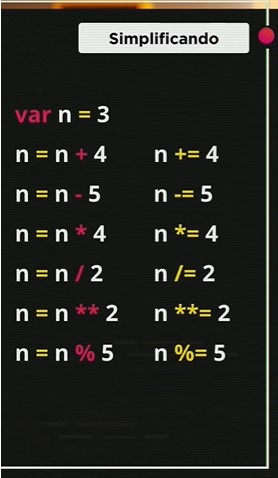 Simplificando
var n = 3
n = n + 4 n += 4
n = n - 5 n -= 5
n = n * 4 n *= 4
n = n / 2 n /= 2
n = n ** 2 n **= 2
n = n % 5 n %= 5